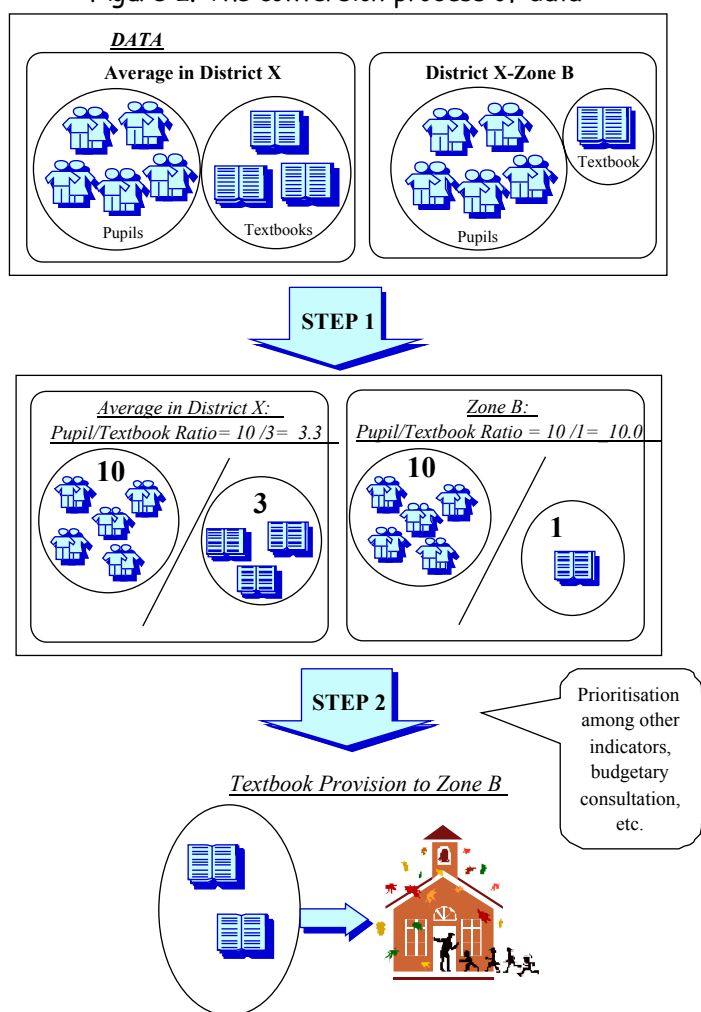 DATA
Average in District X
Pupils
Textbooks
District X-Zone B
Pupils
Textbook
STEP 1
Average in District X:
Pupil/Textbook Ratio= 10 /3= 3.3
10
3
Zone B:
Pupil/Textbook Ratio = 10 /1= 10.0
10
1
STEP 2
Prioritisation
among other
indicators,
budgetary
consultation,
etc.
Textbook Provision to Zone B